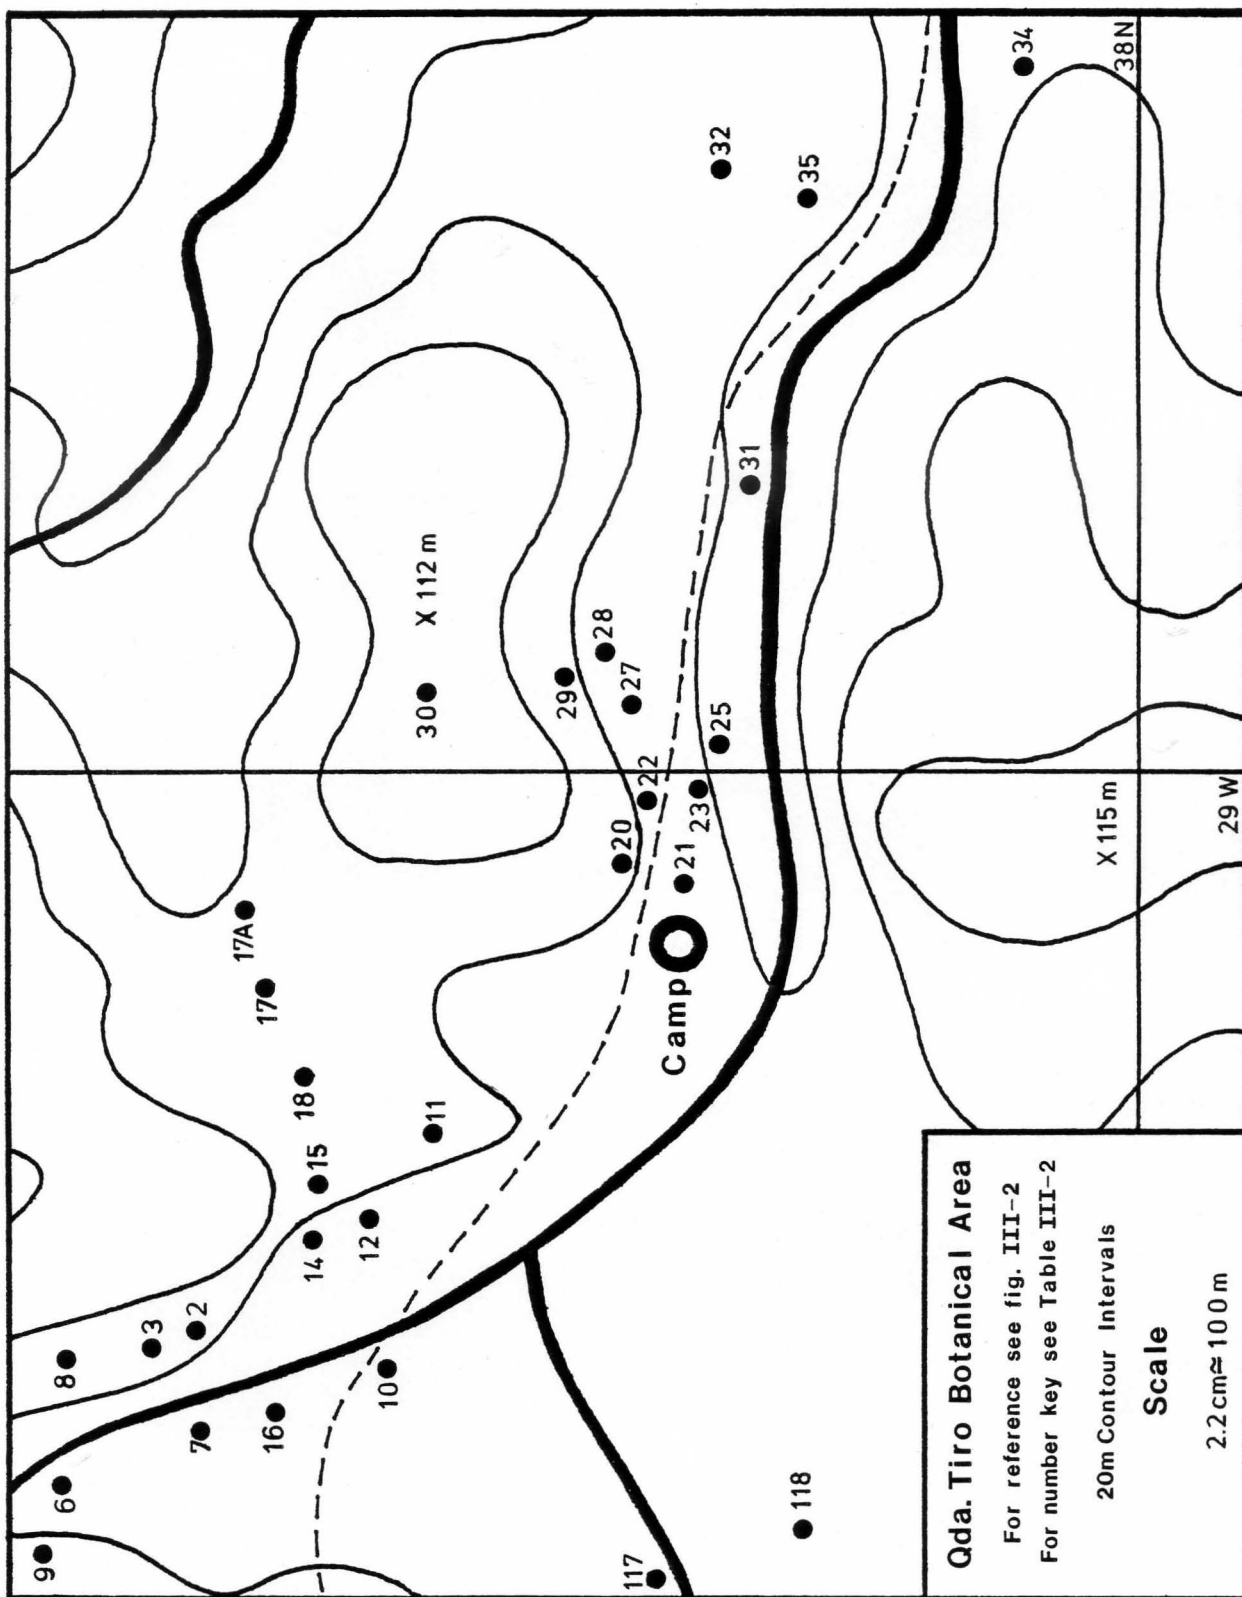 9
6
8
3
2
7
16
10
14
12
15
18
11
17
17A
30
X 112 m
29
28
27
20
22
21
23
25
Camp
31
32
35
34
38N
117
118
X 115 m
29 W
Qda. Tiro Botanical Area
For reference see fig. III-2
For number key see Table III-2
20m Contour Intervals
Scale
2.2cm≃100m